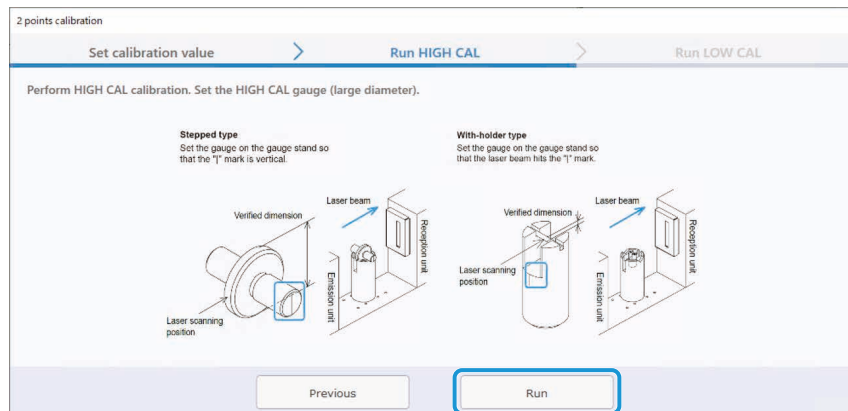 2 points calibration
Set calibration value
Run HIGH CAL
Run LOW CAL
Perform HIGH CAL calibration. Set the HIGH CAL gauge (large diameter).
Stepped type
Set the gauge on the gauge stand so
that the "|" mark is vertical.
Laser beam
Verified dimension
Reception unit
Emission unit
Laser scanning
position
With-holder type
Set the gauge on the gauge stand so
that the laser beam hits the "|" mark.
Laser beam
Verified dimension
Reception unit
Laser scanning
position
Emission unit
Previous
Run